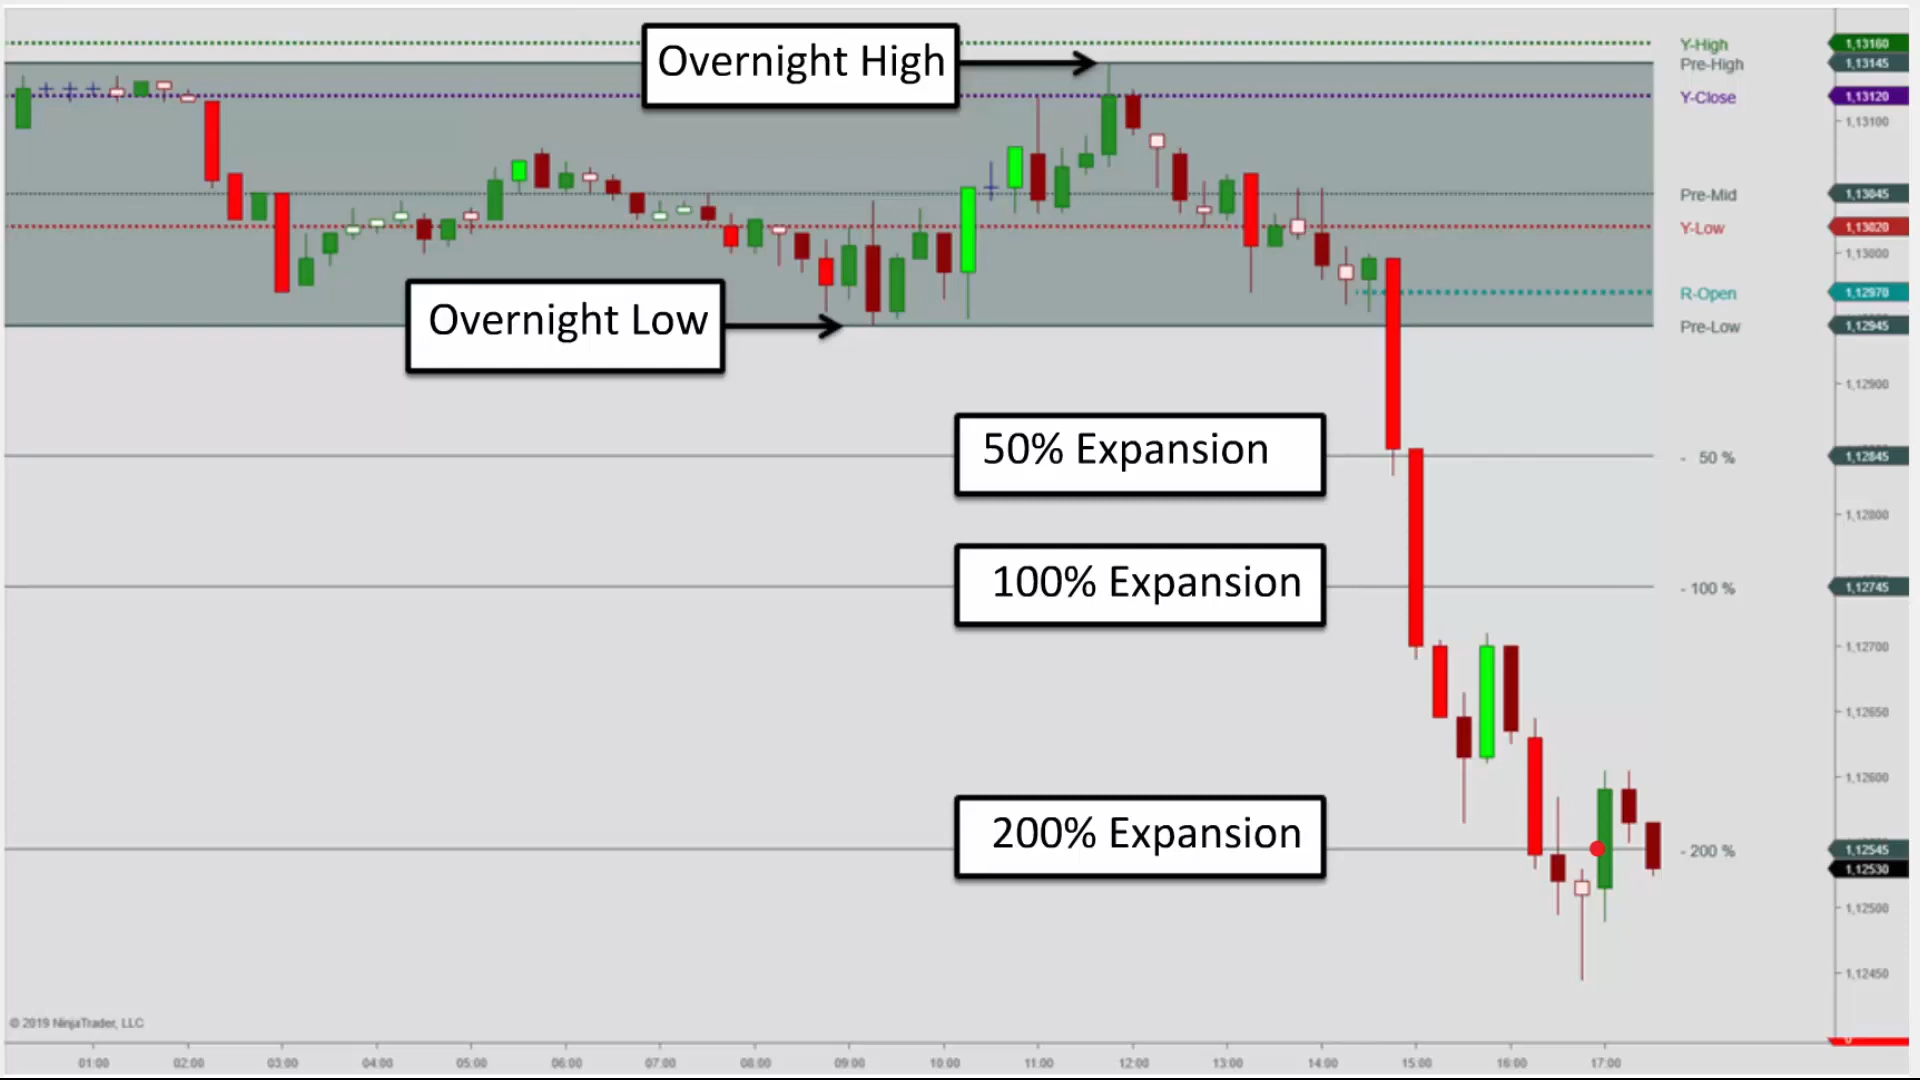 Overnight High
Y-High
1,13160
Pre-High
1,13145
Y-Close
1,13120
1,13100
Pre-Mid
1,13045
Y-Low
1,13020
1,13000
Overnight Low
R-Open
1,12970
Pre-Low
1,12945
1,12900
50% Expansion
- 50 %
1,12845
1,12800
100% Expansion
- 100 %
1,12745
1,12700
1,12650
1,12600
200% Expansion
- 200 %
1,12545
1,12530
1,12500
1,12450
© 2019 NinjaTrader, LLC
0
01:00 02:00 03:00 04:00 05:00 06:00 07:00 08:00 09:00 10:00 11:00 12:00 13:00 14:00 15:00 16:00 17:00